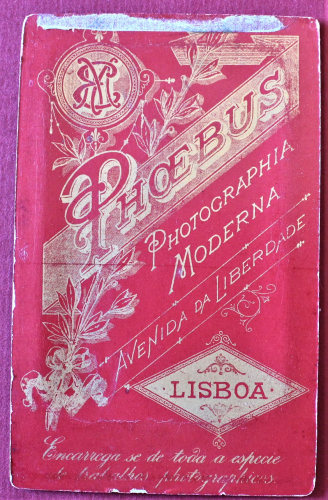 PHŒBUS
PHOTOGRAPHIA
MODERNA
AVENIDA DA LIBERDADE
LISBOA
Encarrega se de toda a especie
de trabalhos photographicos.